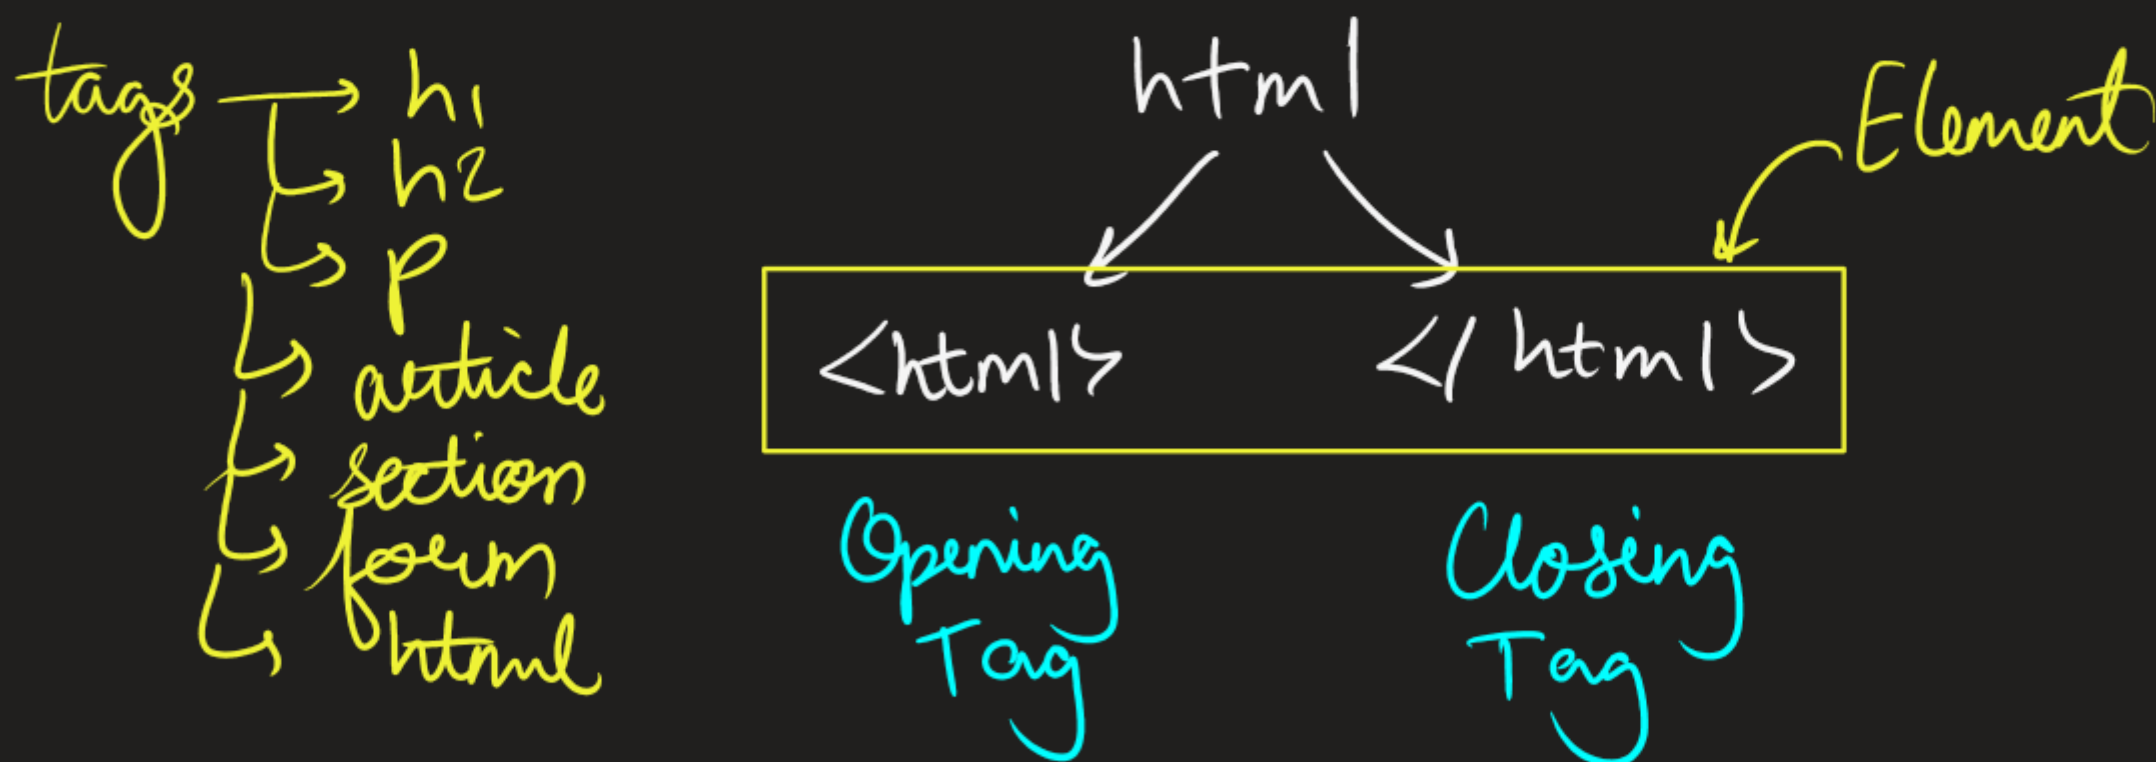 tags → h1
h2
p
article
section
form
html
html
Element
<html> </html>
Opening
Tag
Closing
Tag